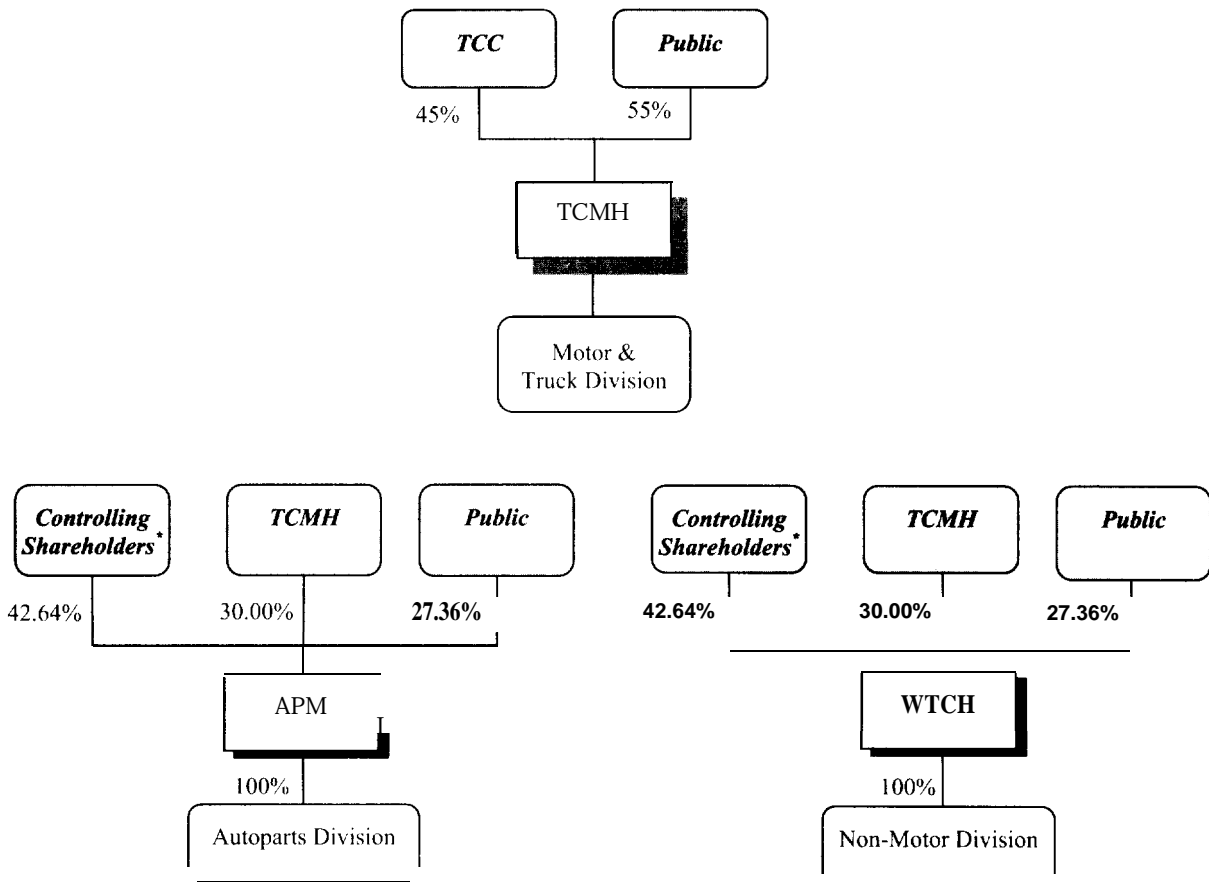 TCC
Public
45%
55%
TCMH
Motor &
Truck Division
Controlling
Shareholders*
TCMH
Public
42.64%
30.00%
27.36%
APM
100%
Autoparts Division
Controlling
Shareholders*
TCMH
Public
42.64%
30.00%
27.36%
WTCH
100%
Non-Motor Division